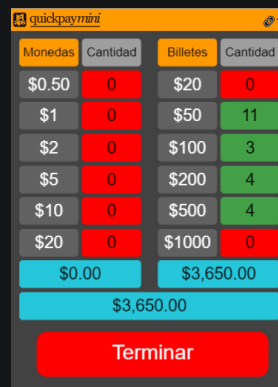 quickpaymini
Monedas Cantidad Billetes Cantidad
$0.50 0 $20 0
$1 0 $50 11
$2 0 $100 3
$5 0 $200 4
$10 0 $500 4
$20 0 $1000 0
$0.00 $3,650.00
$3,650.00
Terminar